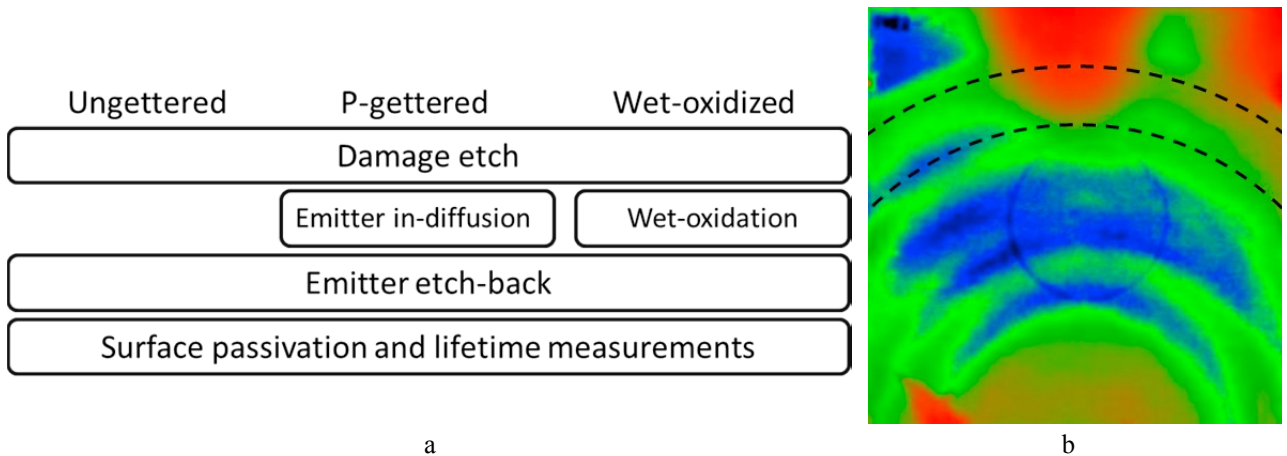 Ungettered P-gettered Wet-oxidized
Damage etch
Emitter in-diffusion Wet-oxidation
Emitter etch-back
Surface passivation and lifetime measurements
a b